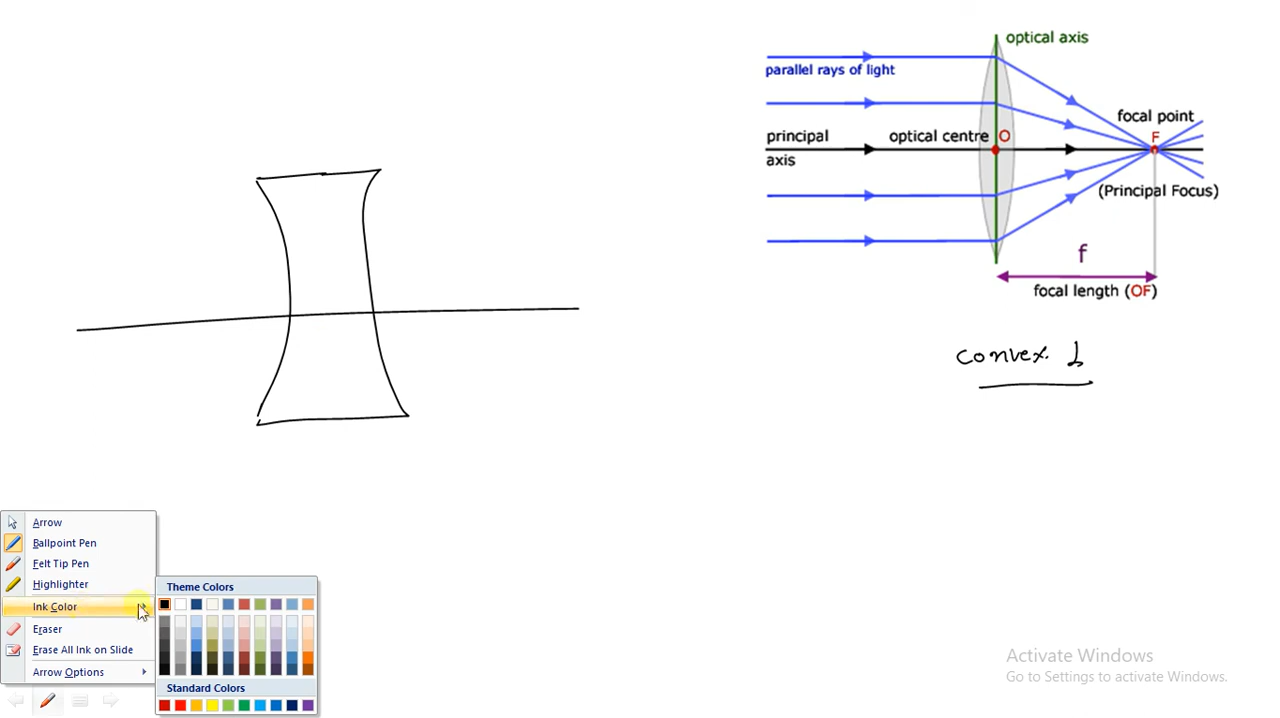 optical axis
parallel rays of light
focal point
principal
axis
optical centre O
F
(Principal Focus)
f
focal length (OF)
convex.
Arrow
Ballpoint Pen
Felt Tip Pen
Highlighter
Ink Color
Eraser
Erase All Ink on Slide
Arrow Options
Theme Colors
Standard Colors
Activate Windows
Go to Settings to activate Windows.